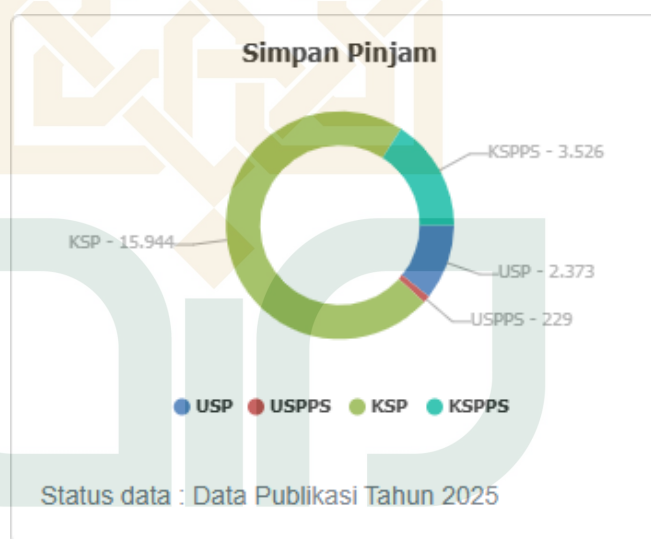 Simpan Pinjam
KSPPS - 3.526
KSP - 15.944
USP - 2.373
USPPS - 229
USP USPPS KSP KSPPS
Status data : Data Publikasi Tahun 2025